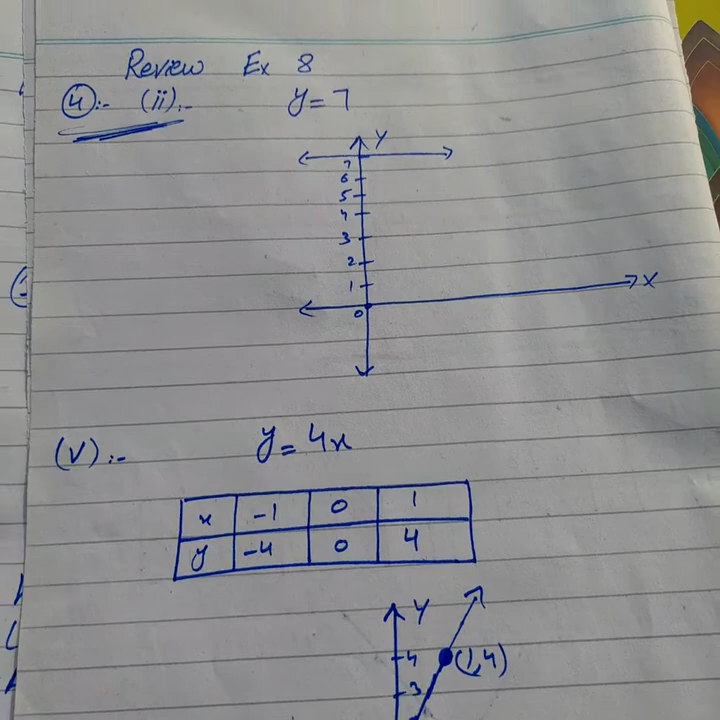 Review Ex 8
4:- (ii).- y=7
Y
7
6
5
4
3
2
1
X
0
(V):- y=4x
x -1 0 1
y -4 0 4
Y
4 (1,4)
3